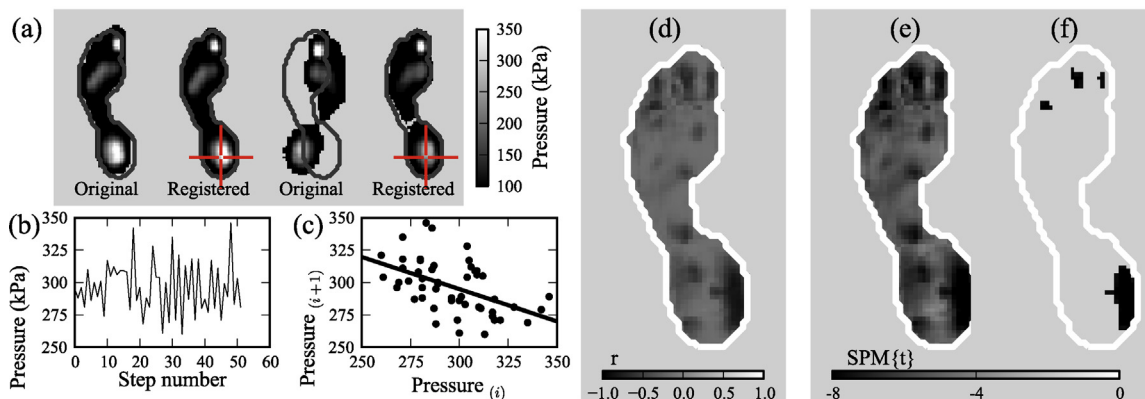 (a)
Original
Registered
Original
Registered
350
300
250
200
150
100
Pressure (kPa)
(b)
Pressure (kPa)
350
325
300
275
250
0
10
20
30
40
50
60
Step number
(c)
Pressure (i+1)
350
325
300
275
250
250
300
350
Pressure (i)
(d)
r
−1.0
−0.5
0.0
0.5
1.0
(e)
(f)
SPM{t}
-8
-4
0